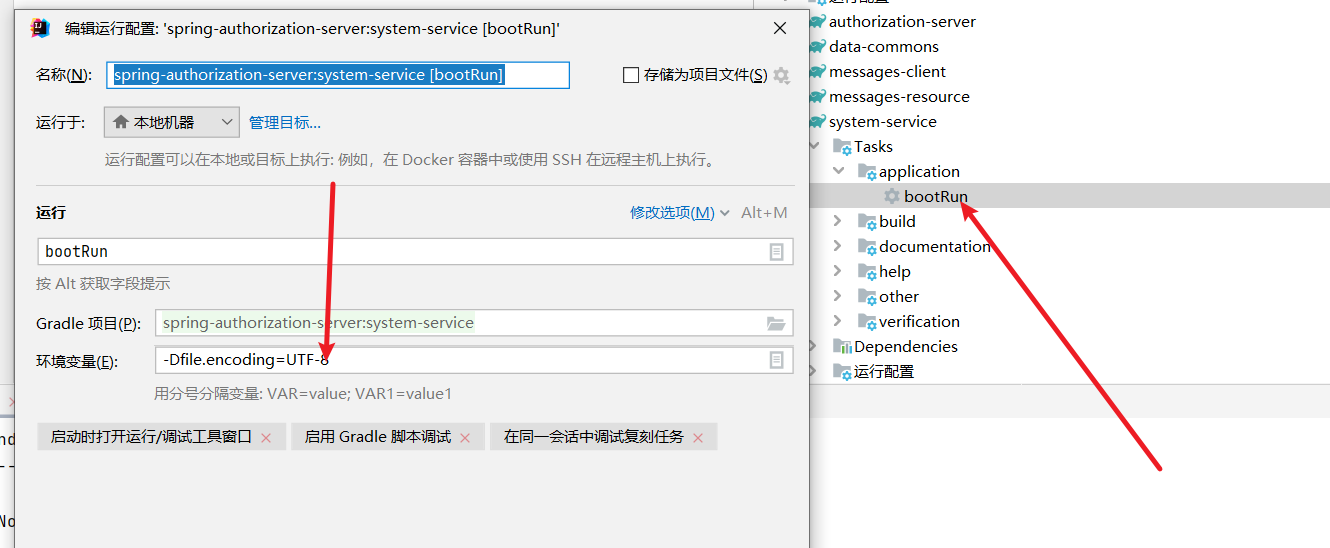 编辑运行配置: 'spring-authorization-server:system-service [bootRun]'
名称(N): spring-authorization-server:system-service [bootRun] 存储为项目文件(S)
运行于: 本地机器 管理目标...
运行配置可以在本地或目标上执行: 例如，在 Docker 容器中或使用 SSH 在远程主机上执行。
运行 修改选项(M) Alt+M
bootRun
按 Alt 获取字段提示
Gradle 项目(P): spring-authorization-server:system-service
环境变量(E): -Dfile.encoding=UTF-8
用分号分隔变量: VAR=value; VAR1=value1
启动时打开运行/调试工具窗口 启用 Gradle 脚本调试 在同一会话中调试复刻任务
运行配置
authorization-server
data-commons
messages-client
messages-resource
system-service
Tasks
application
bootRun
build
documentation
help
other
verification
Dependencies
运行配置